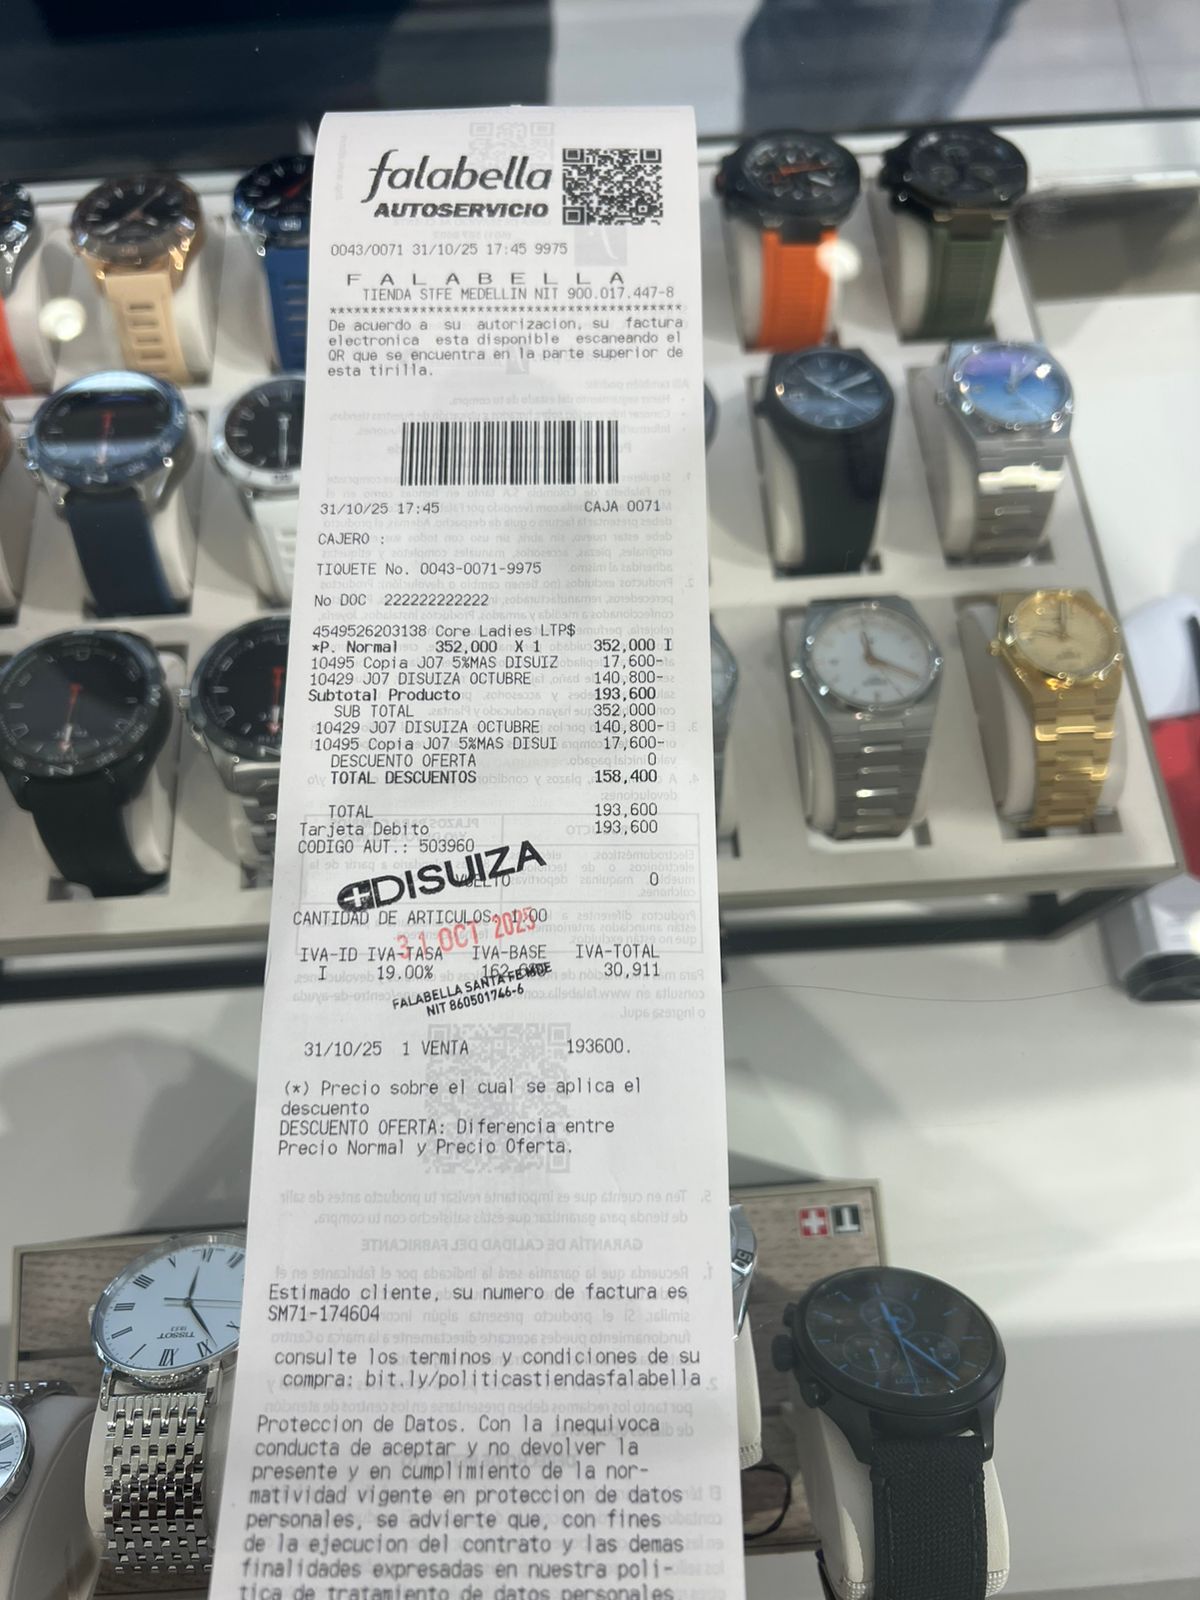 falabella
AUTOSERVICIO
0043/0071 31/10/25 17:45 9975
F A L A B E L L A
TIENDA STFE MEDELLIN NIT 900.017.447-8
****************************************
De acuerdo a su autorizacion, su factura
electronica esta disponible escaneando el
QR que se encuentra en la parte superior de
esta tirilla.
31/10/25 17:45 CAJA 0071
CAJERO :
TIQUETE No. 0043-0071-9975
No DOC 222222222222
4549526203138 Core Ladies LTP$
*P. Normal 352,000 X 1 352,000 I
10495 Copia J07 5%MAS DISUIZ 17,600-
10429 J07 DISUIZA OCTUBRE 140,800-
Subtotal Producto 193,600
SUB TOTAL 352,000
10429 J07 DISUIZA OCTUBRE 140,800-
10495 Copia J07 5%MAS DISUI 17,600-
DESCUENTO OFERTA 0
TOTAL DESCUENTOS 158,400
TOTAL 193,600
Tarjeta Debito 193,600
CODIGO AUT.: 503960
DISUIZA
VUELTO 0
CANTIDAD DE ARTICULOS: 1.00
31 OCT 2025
IVA-ID IVA-TASA IVA-BASE IVA-TOTAL
I 19.00% 30,911
FALABELLA SANTA FE MDE
NIT 860501746-6
31/10/25 1 VENTA 193600.
(*) Precio sobre el cual se aplica el
descuento
DESCUENTO OFERTA: Diferencia entre
Precio Normal y Precio Oferta.
Estimado cliente, su numero de factura es
SM71-174604
consulte los terminos y condiciones de su
compra: bit.ly/politicastiendasfalabella
Proteccion de Datos. Con la inequivoca
conducta de aceptar y no devolver la
presente y en cumplimiento de la nor-
matividad vigente en proteccion de datos
personales, se advierte que, con fines
de la ejecucion del contrato y las demas
finalidades expresadas en nuestra poli-
tica de tratamiento de datos personales
TISSOT
1853
T